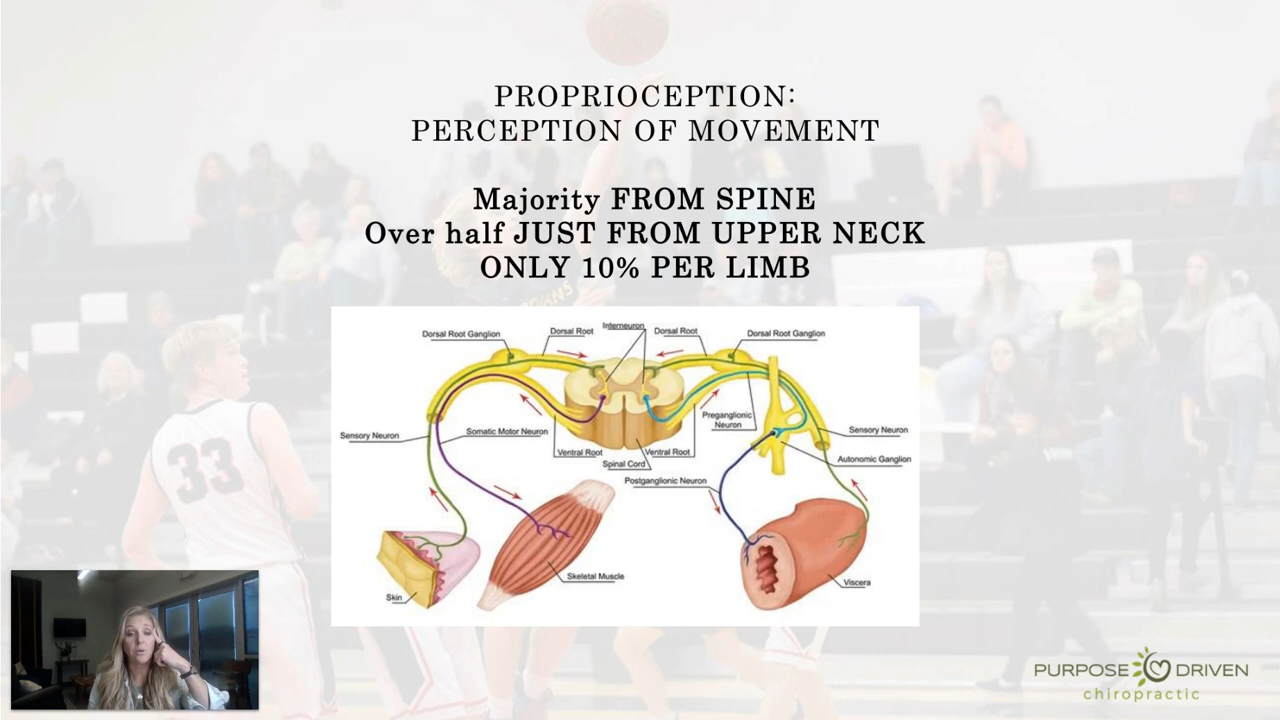 PROPRIOCEPTION:
PERCEPTION OF MOVEMENT
Majority FROM SPINE
Over half JUST FROM UPPER NECK
ONLY 10% PER LIMB
Dorsal Root Ganglion
Dorsal Root
Interneuron
Dorsal Root
Dorsal Root Ganglion
Sensory Neuron
Somatic Motor Neuron
Ventral Root
Spinal Cord
Ventral Root
Preganglionic
Neuron
Sensory Neuron
Autonomic Ganglion
Postganglionic Neuron
Skin
Skeletal Muscle
Viscera
33
PURPOSE DRIVEN
chiropractic